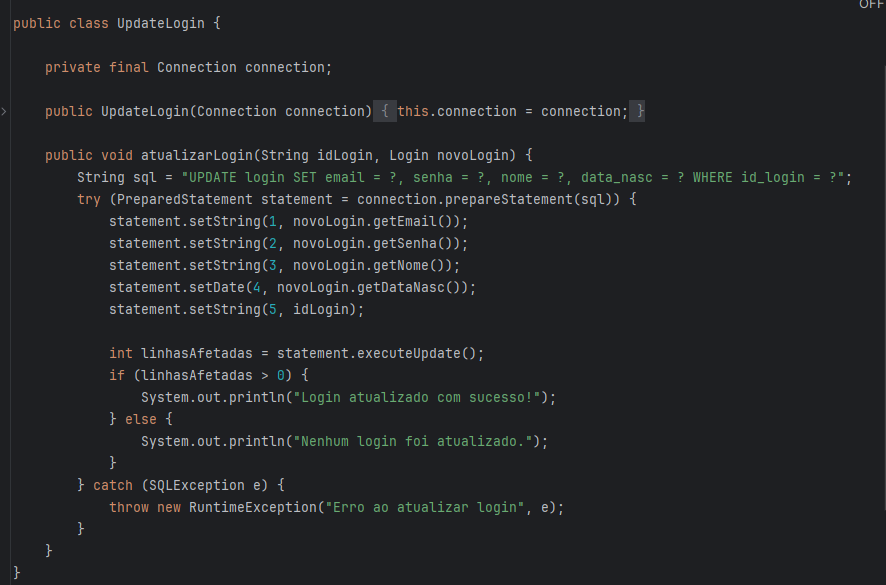 OFF
public class UpdateLogin {
private final Connection connection;
public UpdateLogin(Connection connection) { this.connection = connection; }
public void atualizarLogin(String idLogin, Login novoLogin) {
String sql = "UPDATE login SET email = ?, senha = ?, nome = ?, data_nasc = ? WHERE id_login = ?";
try (PreparedStatement statement = connection.prepareStatement(sql)) {
statement.setString(1, novoLogin.getEmail());
statement.setString(2, novoLogin.getSenha());
statement.setString(3, novoLogin.getNome());
statement.setDate(4, novoLogin.getDataNasc());
statement.setString(5, idLogin);
int linhasAfetadas = statement.executeUpdate();
if (linhasAfetadas > 0) {
System.out.println("Login atualizado com sucesso!");
} else {
System.out.println("Nenhum login foi atualizado.");
}
} catch (SQLException e) {
throw new RuntimeException("Erro ao atualizar login", e);
}
}
}